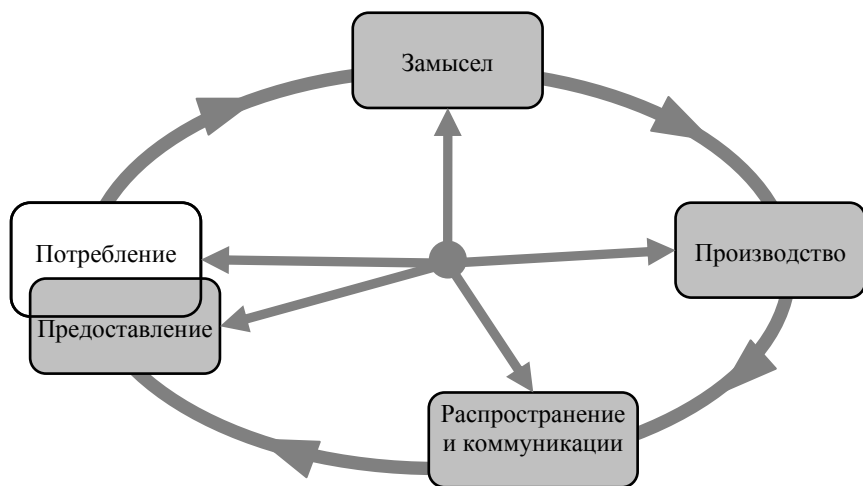 Замысел
Потребление
Производство
Предоставление
Распространение
и коммуникации